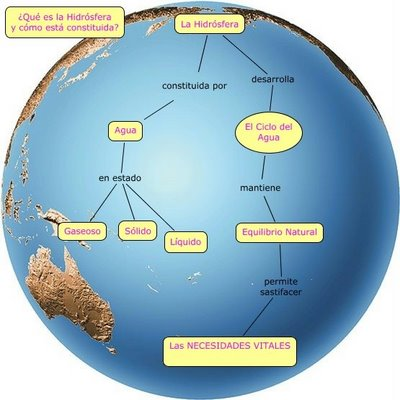 ¿Qué es la Hidrósfera
y cómo está constituida?
La Hidrósfera
constituida por
desarrolla
Agua
El Ciclo del
Agua
en estado
mantiene
Gaseoso
Sólido
Líquido
Equilibrio Natural
permite
sastifacer
Las NECESIDADES VITALES